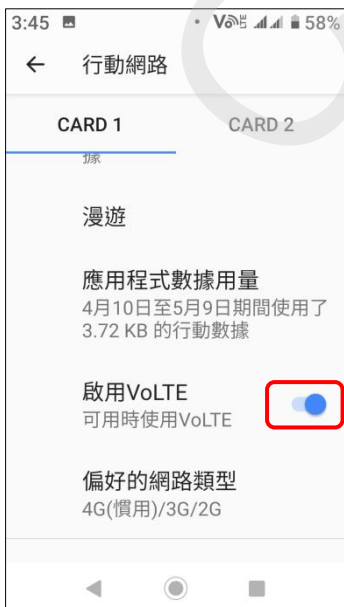 3:45 58%
行動網路
CARD 1 CARD 2
據
漫遊
應用程式數據用量
4月10日至5月9日期間使用了
3.72 KB 的行動數據
啟用VoLTE
可用時使用VoLTE
偏好的網路類型
4G(慣用)/3G/2G